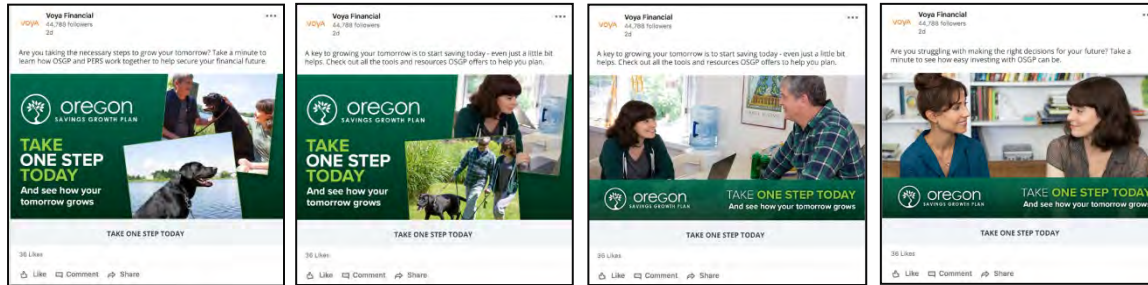 Voya Financial
VOYA
44,780 followers
2d
Are you taking the necessary steps to grow your tomorrow? Take a minute to
learn how OSGP and PERS work together to help secure your financial future.
oregon
SAVINGS GROWTH PLAN
TAKE
ONE STEP
TODAY
And see how your
tomorrow grows
TAKE ONE STEP TODAY
36 Likes
Like Comment Share
Voya Financial
VOYA
44,788 followers
2d
A key to growing your tomorrow is to start saving today - even just a little bit
helps. Check out all the tools and resources OSGP offers to help you plan.
oregon
SAVINGS GROWTH PLAN
TAKE
ONE STEP
TODAY
And see how your
tomorrow grows
TAKE ONE STEP TODAY
36 Likes
Like Comment Share
Voya Financial
VOYA
44,788 followers
2d
A key to growing your tomorrow is to start saving today - even just a little bit
helps. Check out all the tools and resources OSGP offers to help you plan.
oregon
SAVINGS GROWTH PLAN
TAKE ONE STEP TODAY
And see how your tomorrow grows
TAKE ONE STEP TODAY
36 Likes
Like Comment Share
Voya Financial
VOYA
44,788 followers
2d
Are you struggling with making the right decisions for your future? Take a
minute to see how easy investing with OSGP can be.
oregon
SAVINGS GROWTH PLAN
TAKE ONE STEP TODAY
And see how your tomorrow grows
TAKE ONE STEP TODAY
36 Likes
Like Comment Share